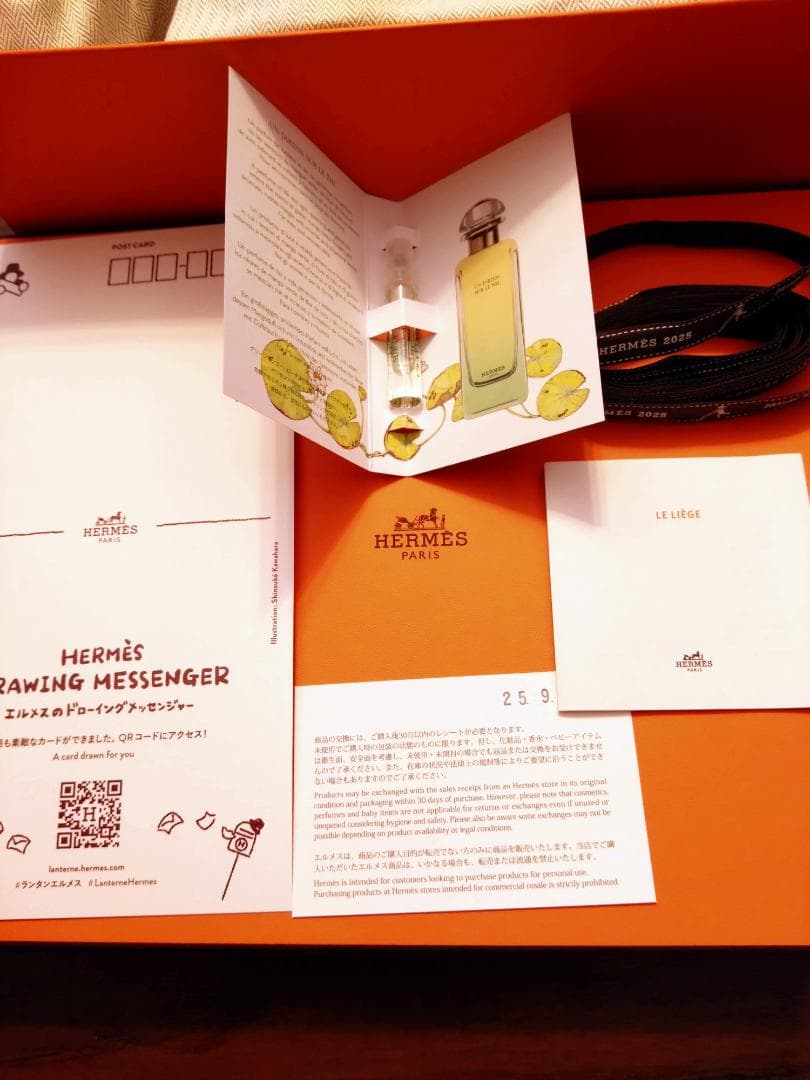 POST CARD
HERMÈS
PARIS
Illustration: Shinsuke Kawahara
HERMÈS
RAWING MESSENGER
エルメスのドローイングメッセンジャー
も素敵なカードができました。QRコードにアクセス！
A card drawn for you
H
lanterne.hermes.com
#ランタンエルメス #LanterneHermes
UN JARDIN SUR LE NIL
UN JARDIN
SUR LE NIL
HERMÈS
PARIS
HERMÈS 2025
HERMÈS 2025
HERMÈS
PARIS
LE LIÈGE
HERMÈS
PARIS
25. 9.
商品の交換には、ご購入後30日以内のレシートが必要となります。
未使用でご購入時の包装の状態のものに限ります。但し、化粧品・香水・ベビーアイテム
は衛生面、安全面を考慮し、未使用・未開封の場合でも返品または交換をお受けできませ
んので了承ください。また、在庫の状況や法律上の規制等によりご要望に沿うことができ
ない場合もありますのでご了承ください。
Products may be exchanged with the sales receipt from an Hermès store in its original
condition and packaging within 30 days of purchase. However, please note that cosmetics,
perfumes and baby items are not applicable for returns or exchanges even if unused or
unopened considering hygiene and safety. Please also be aware some exchanges may not be
possible depending on product availability or legal conditions.
エルメスは、商品のご購入目的が転売でない方のみに商品を販売いたします。当店でご購
入いただいたエルメス商品は、いかなる場合も、転売または流通を禁止いたします。
Hermès is intended for customers looking to purchase products for personal use.
Purchasing products at Hermès stores intended for commercial resale is strictly prohibited.